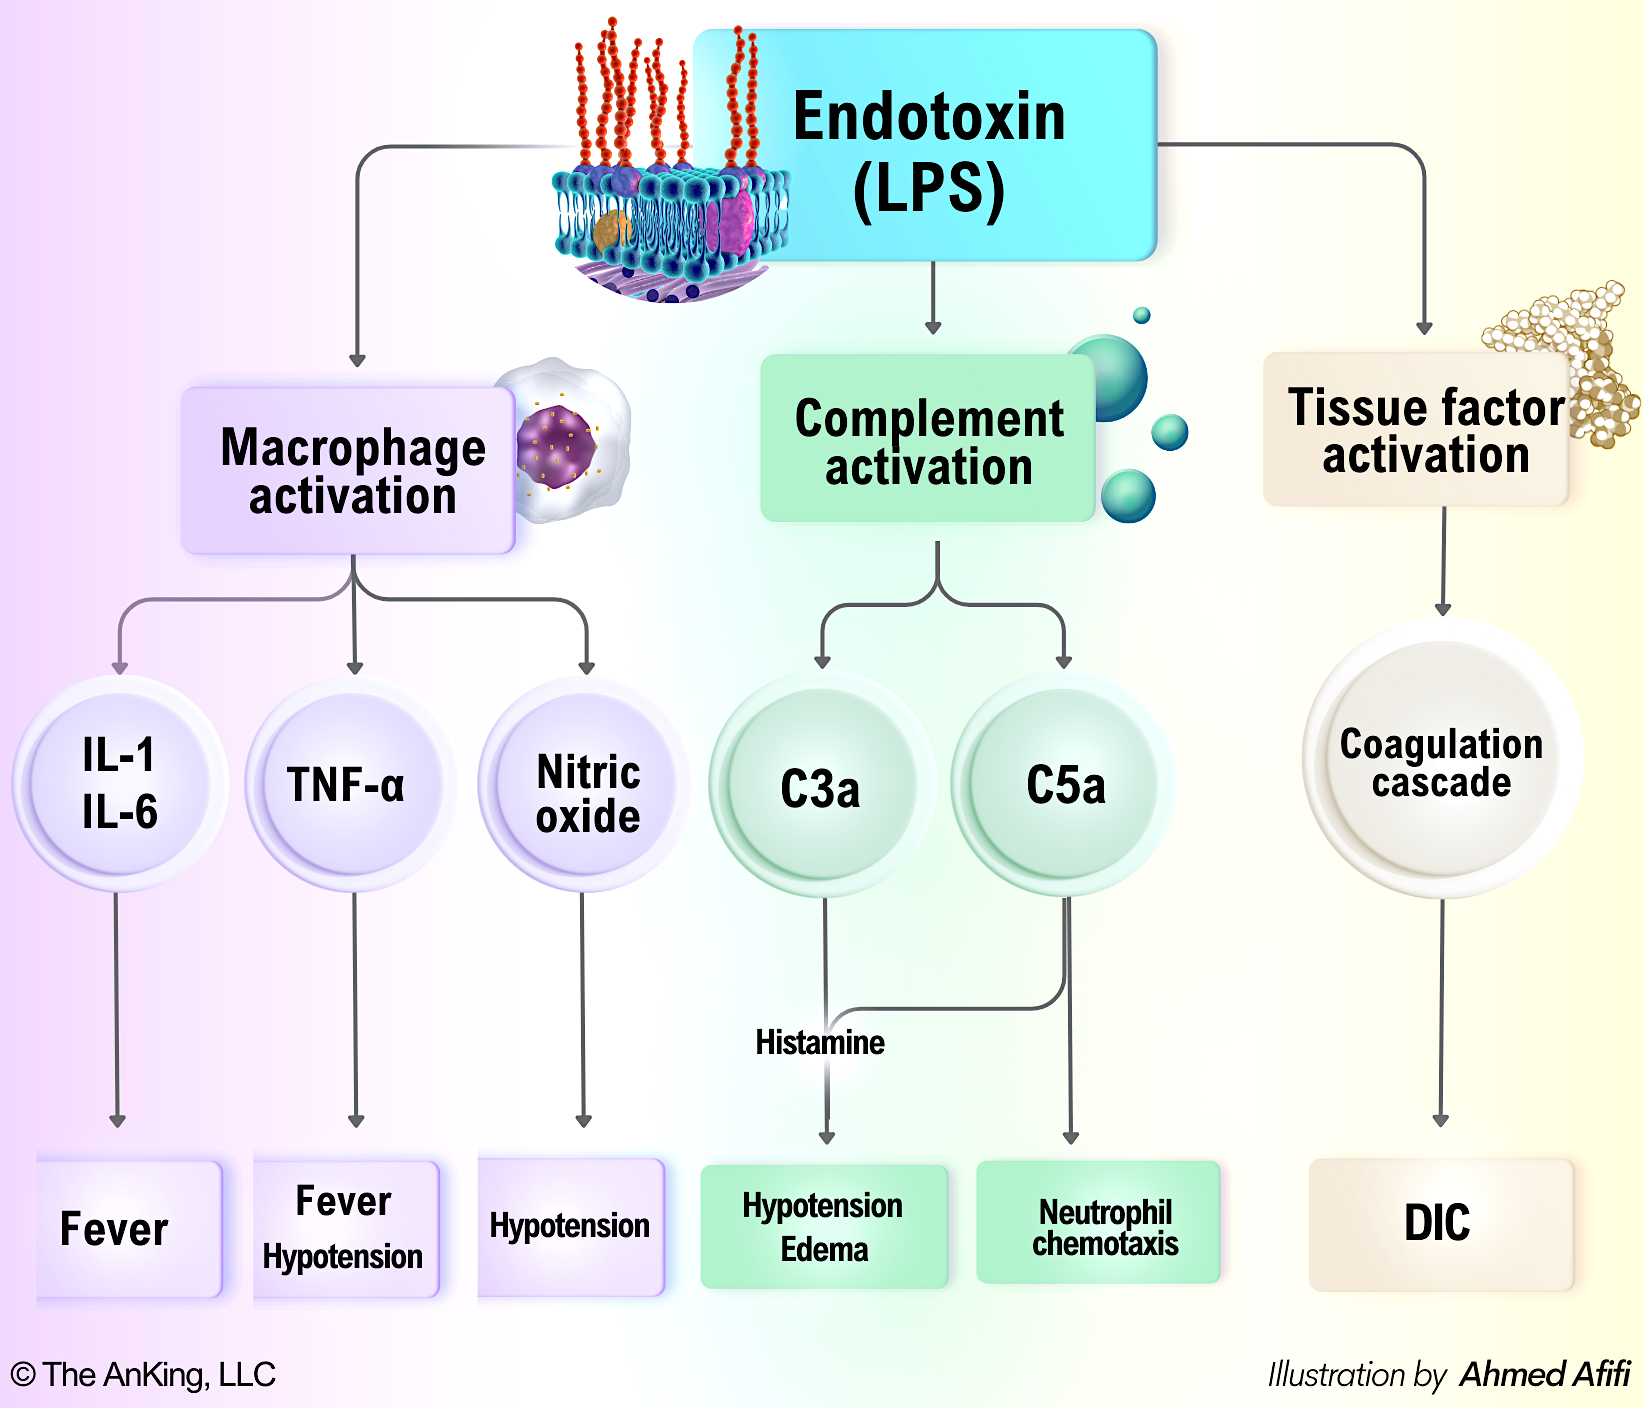 Endotoxin
(LPS)
Macrophage
activation
Complement
activation
Tissue factor
activation
IL-1
IL-6
TNF-α
Nitric
oxide
C3a
C5a
Coagulation
cascade
Histamine
Fever
Fever
Hypotension
Hypotension
Hypotension
Edema
Neutrophil
chemotaxis
DIC
© The AnKing, LLC
Illustration by Ahmed Afifi